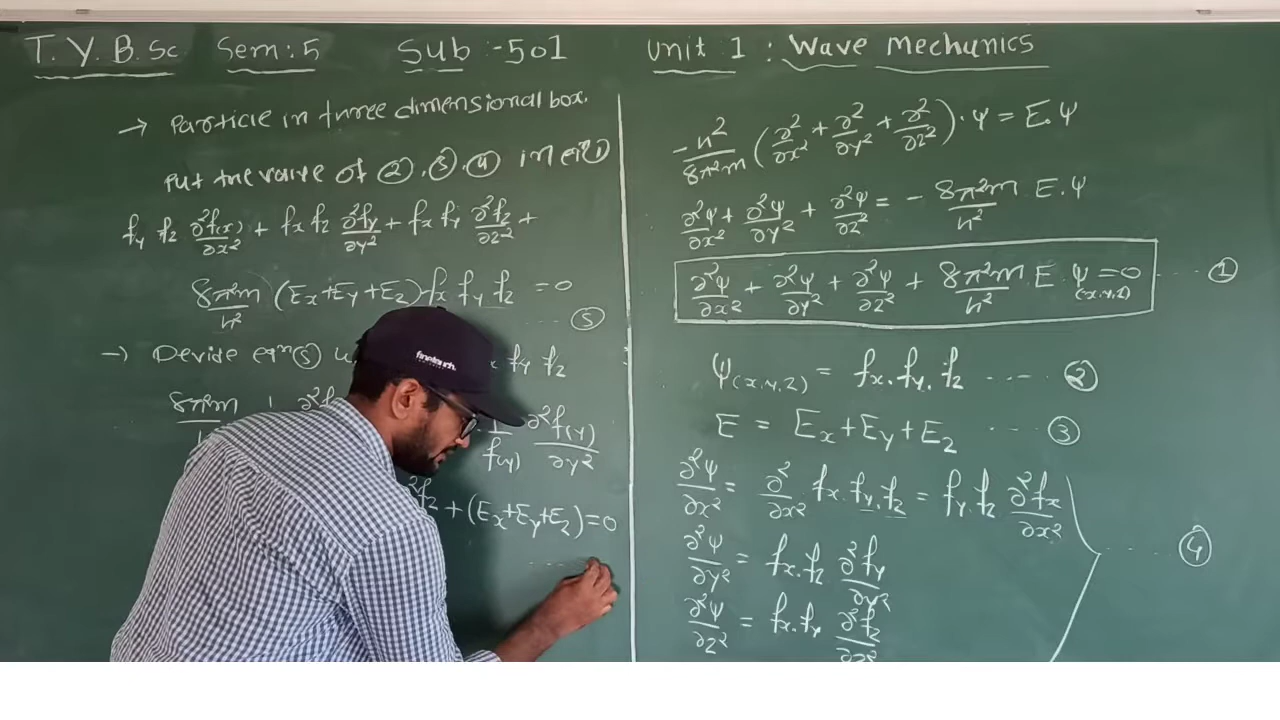 T.Y.B.Sc Sem:5 Sub:-501 Unit 1 : Wave Mechanics
→ Particle in three dimensional box.
Put the value of ②.③.④ in eqn①
fy fz ∂²f(x)/∂x² + fx fz ∂²fy/∂y² + fx fy ∂²fz/∂z² +
8π²m/h² (Ex+Ey+Ez) fx fy fz = 0
.... ⑤
→ Devide eqn⑤ fy fz
8π²m
1/f(y) ∂²f(y)/∂y²
²fz + (Ex+Ey+Ez) = 0
.....
finetouch
-h²/8π²m (∂²/∂x² + ∂²/∂y² + ∂²/∂z²) · Ψ = E.Ψ
∂²Ψ/∂x² + ∂²Ψ/∂y² + ∂²Ψ/∂z² = - 8π²m/h² E.Ψ
∂²Ψ/∂x² + ∂²Ψ/∂y² + ∂²Ψ/∂z² + 8π²m/h² E.Ψ(x,y,z) = 0 .... ①
Ψ(x,y,z) = fx.fy.fz .... ②
E = Ex+Ey+Ez .... ③
∂²Ψ/∂x² = ∂²/∂x² fx.fy.fz = fy.fz ∂²fx/∂x²
∂²Ψ/∂y² = fx.fz ∂²fy/∂y² .... ④
∂²Ψ/∂z² = fx.fy ∂²fz/∂z²